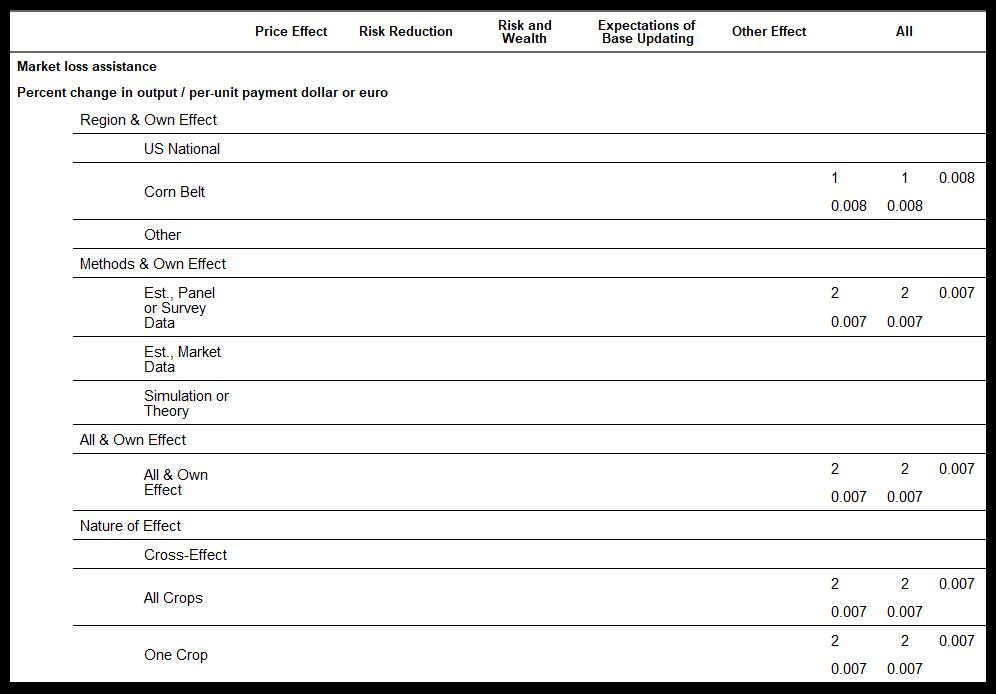 Price Effect Risk Reduction Risk and Wealth Expectations of Base Updating Other Effect All
Market loss assistance
Percent change in output / per-unit payment dollar or euro
Region & Own Effect
US National
Corn Belt 1 1 0.008
0.008 0.008
Other
Methods & Own Effect
Est., Panel or Survey Data 2 2 0.007
0.007 0.007
Est., Market Data
Simulation or Theory
All & Own Effect
All & Own Effect 2 2 0.007
0.007 0.007
Nature of Effect
Cross-Effect
All Crops 2 2 0.007
0.007 0.007
One Crop 2 2 0.007
0.007 0.007